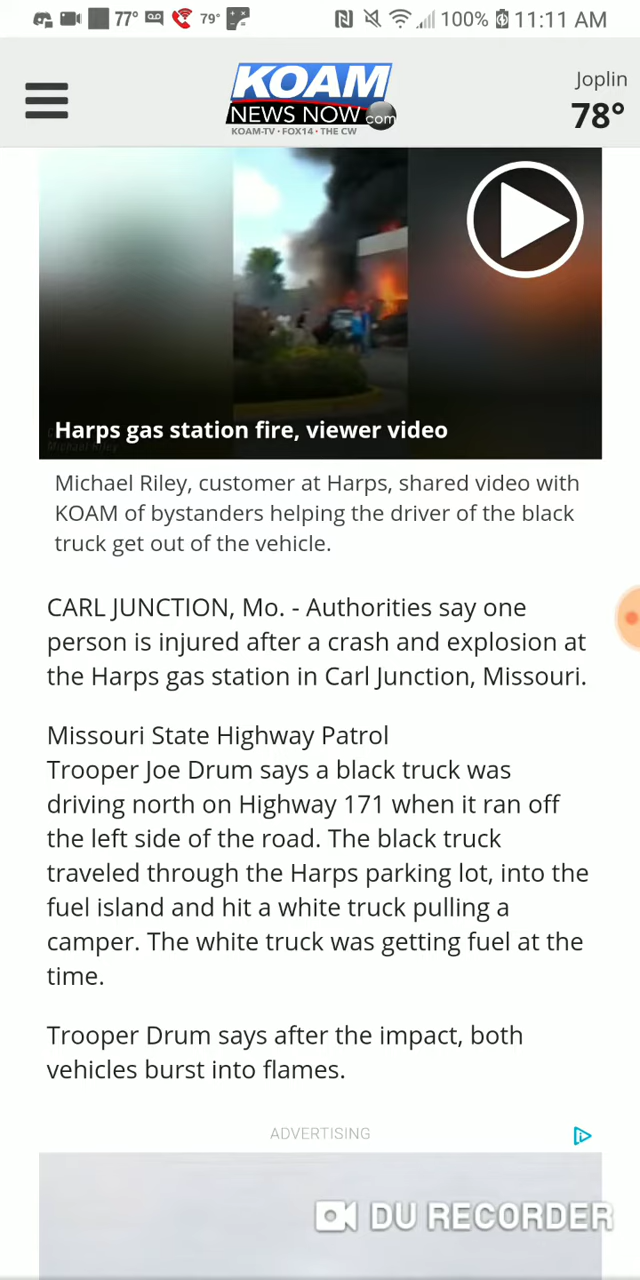 77° 79° 100% 11:11 AM
KOAM
NEWS NOW.com
KOAM-TV • FOX14 • THE CW
Joplin
78°
Harps gas station fire, viewer video
Michael Riley, customer at Harps, shared video with
KOAM of bystanders helping the driver of the black
truck get out of the vehicle.
CARL JUNCTION, Mo. - Authorities say one
person is injured after a crash and explosion at
the Harps gas station in Carl Junction, Missouri.
Missouri State Highway Patrol
Trooper Joe Drum says a black truck was
driving north on Highway 171 when it ran off
the left side of the road. The black truck
traveled through the Harps parking lot, into the
fuel island and hit a white truck pulling a
camper. The white truck was getting fuel at the
time.
Trooper Drum says after the impact, both
vehicles burst into flames.
ADVERTISING
DU RECORDER